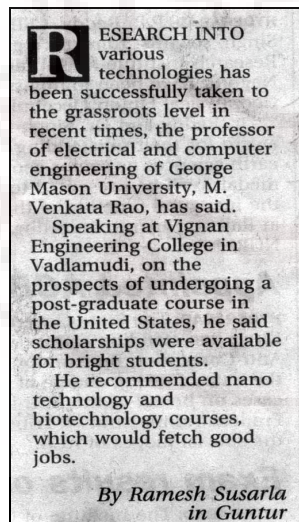 RESEARCH INTO
various
technologies has
been successfully taken to
the grassroots level in
recent times, the professor
of electrical and computer
engineering of George
Mason University, M.
Venkata Rao, has said.
Speaking at Vignan
Engineering College in
Vadlamudi, on the
prospects of undergoing a
post-graduate course in
the United States, he said
scholarships were available
for bright students.
He recommended nano
technology and
biotechnology courses,
which would fetch good
jobs.
By Ramesh Susarla
in Guntur